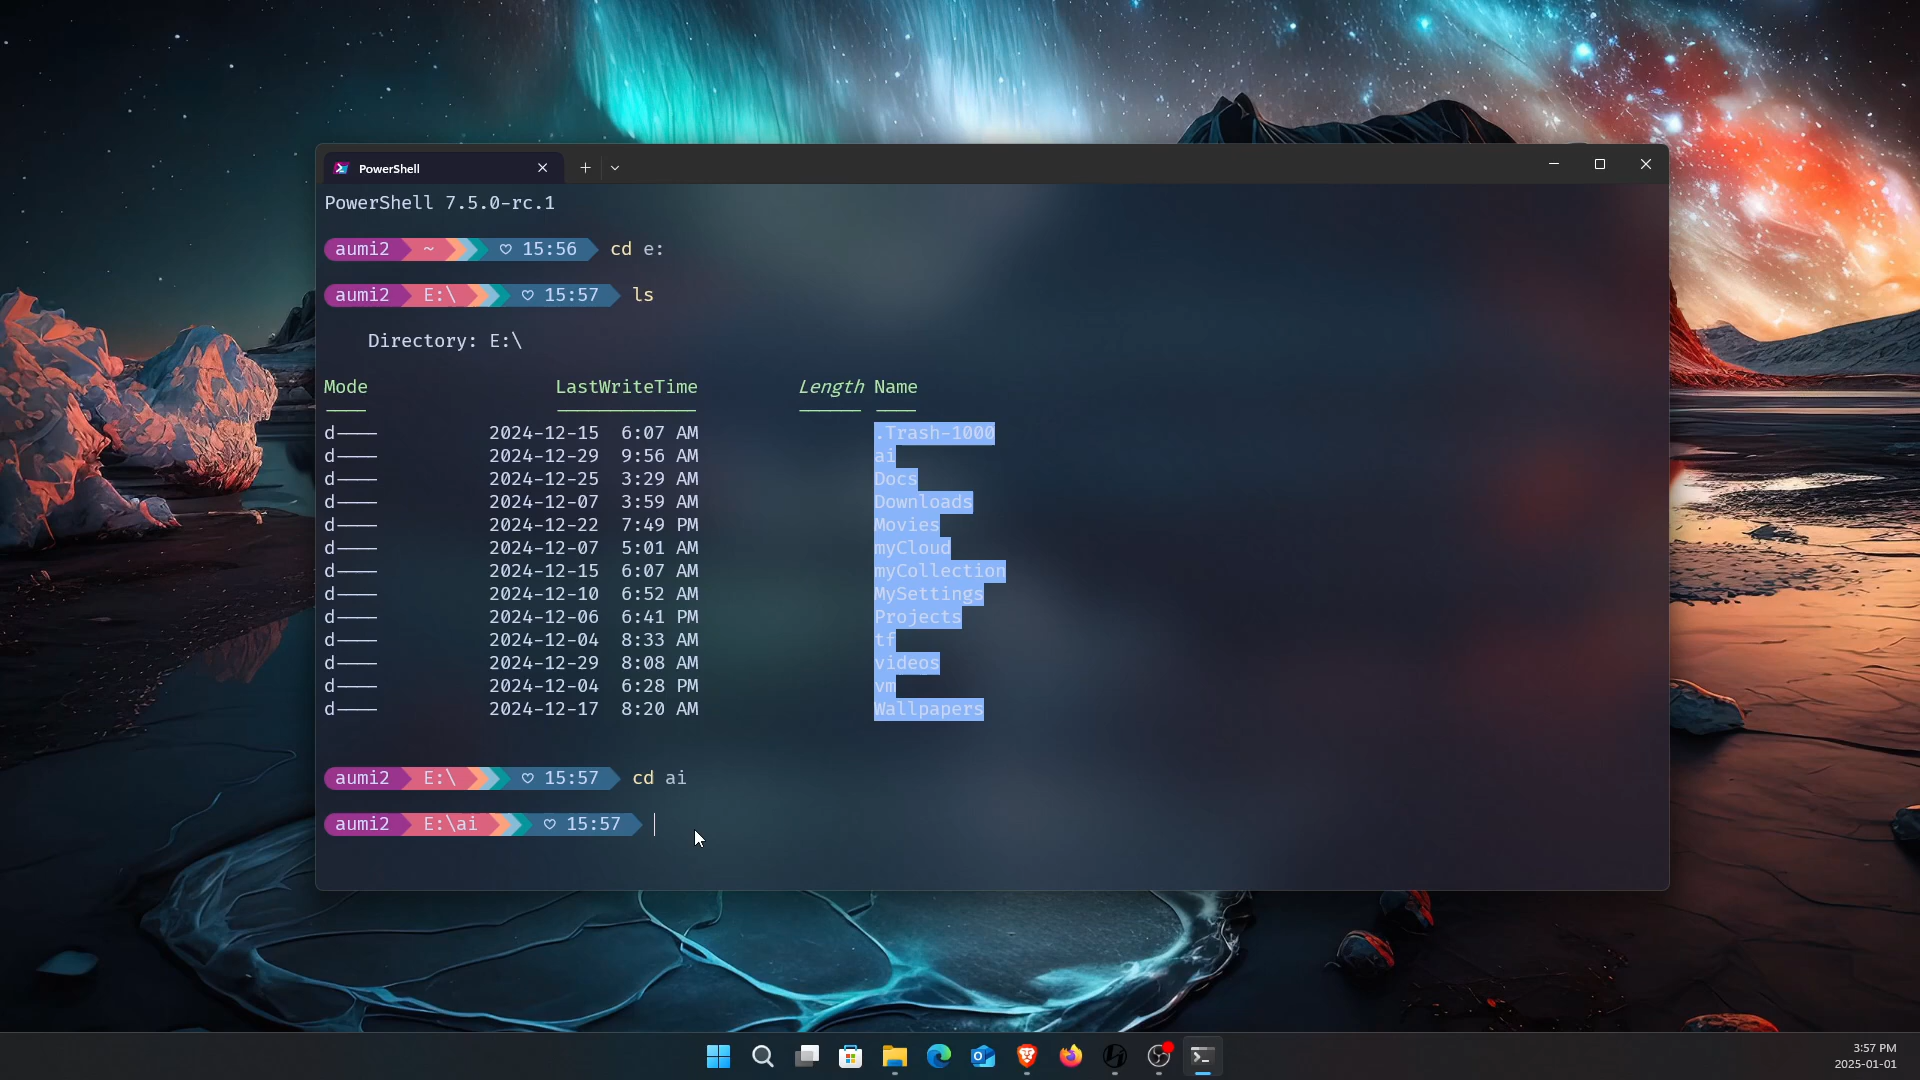 PowerShell
PowerShell 7.5.0-rc.1
aumi2 ~ ♡ 15:56 cd e:
aumi2 E:\ ♡ 15:57 ls
Directory: E:\
Mode LastWriteTime Length Name
d---- 2024-12-15 6:07 AM .Trash-1000
d---- 2024-12-29 9:56 AM ai
d---- 2024-12-25 3:29 AM Docs
d---- 2024-12-07 3:59 AM Downloads
d---- 2024-12-22 7:49 PM Movies
d---- 2024-12-07 5:01 AM myCloud
d---- 2024-12-15 6:07 AM myCollection
d---- 2024-12-10 6:52 AM MySettings
d---- 2024-12-06 6:41 PM Projects
d---- 2024-12-04 8:33 AM tf
d---- 2024-12-29 8:08 AM videos
d---- 2024-12-04 6:28 PM vm
d---- 2024-12-17 8:20 AM Wallpapers
aumi2 E:\ ♡ 15:57 cd ai
aumi2 E:\ai ♡ 15:57
3:57 PM
2025-01-01